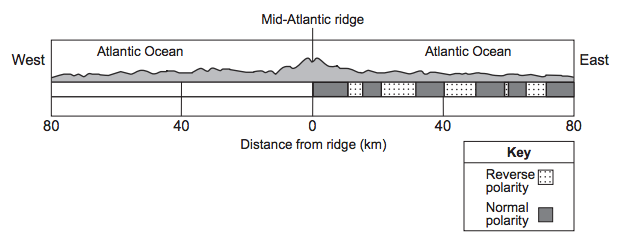 Mid-Atlantic ridge
West
Atlantic Ocean
Atlantic Ocean
East
80
40
0
40
80
Distance from ridge (km)
Key
Reverse
polarity
Normal
polarity